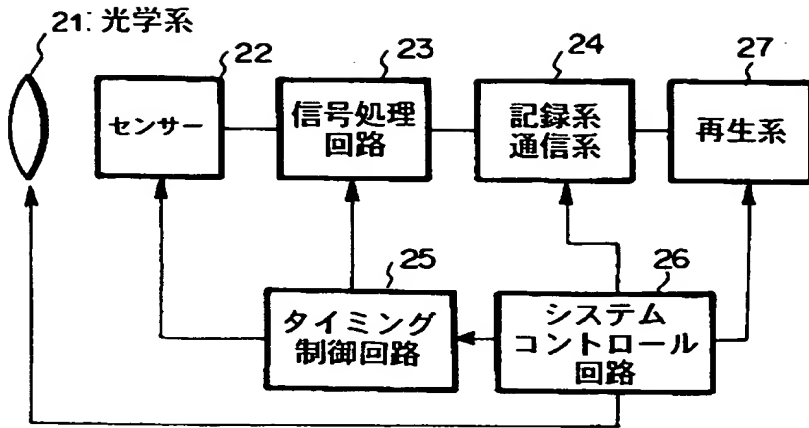 21: 光学系
22
センサー
23
信号処理
回路
24
記録系
通信系
27
再生系
25
タイミング
制御回路
26
システム
コントロール
回路